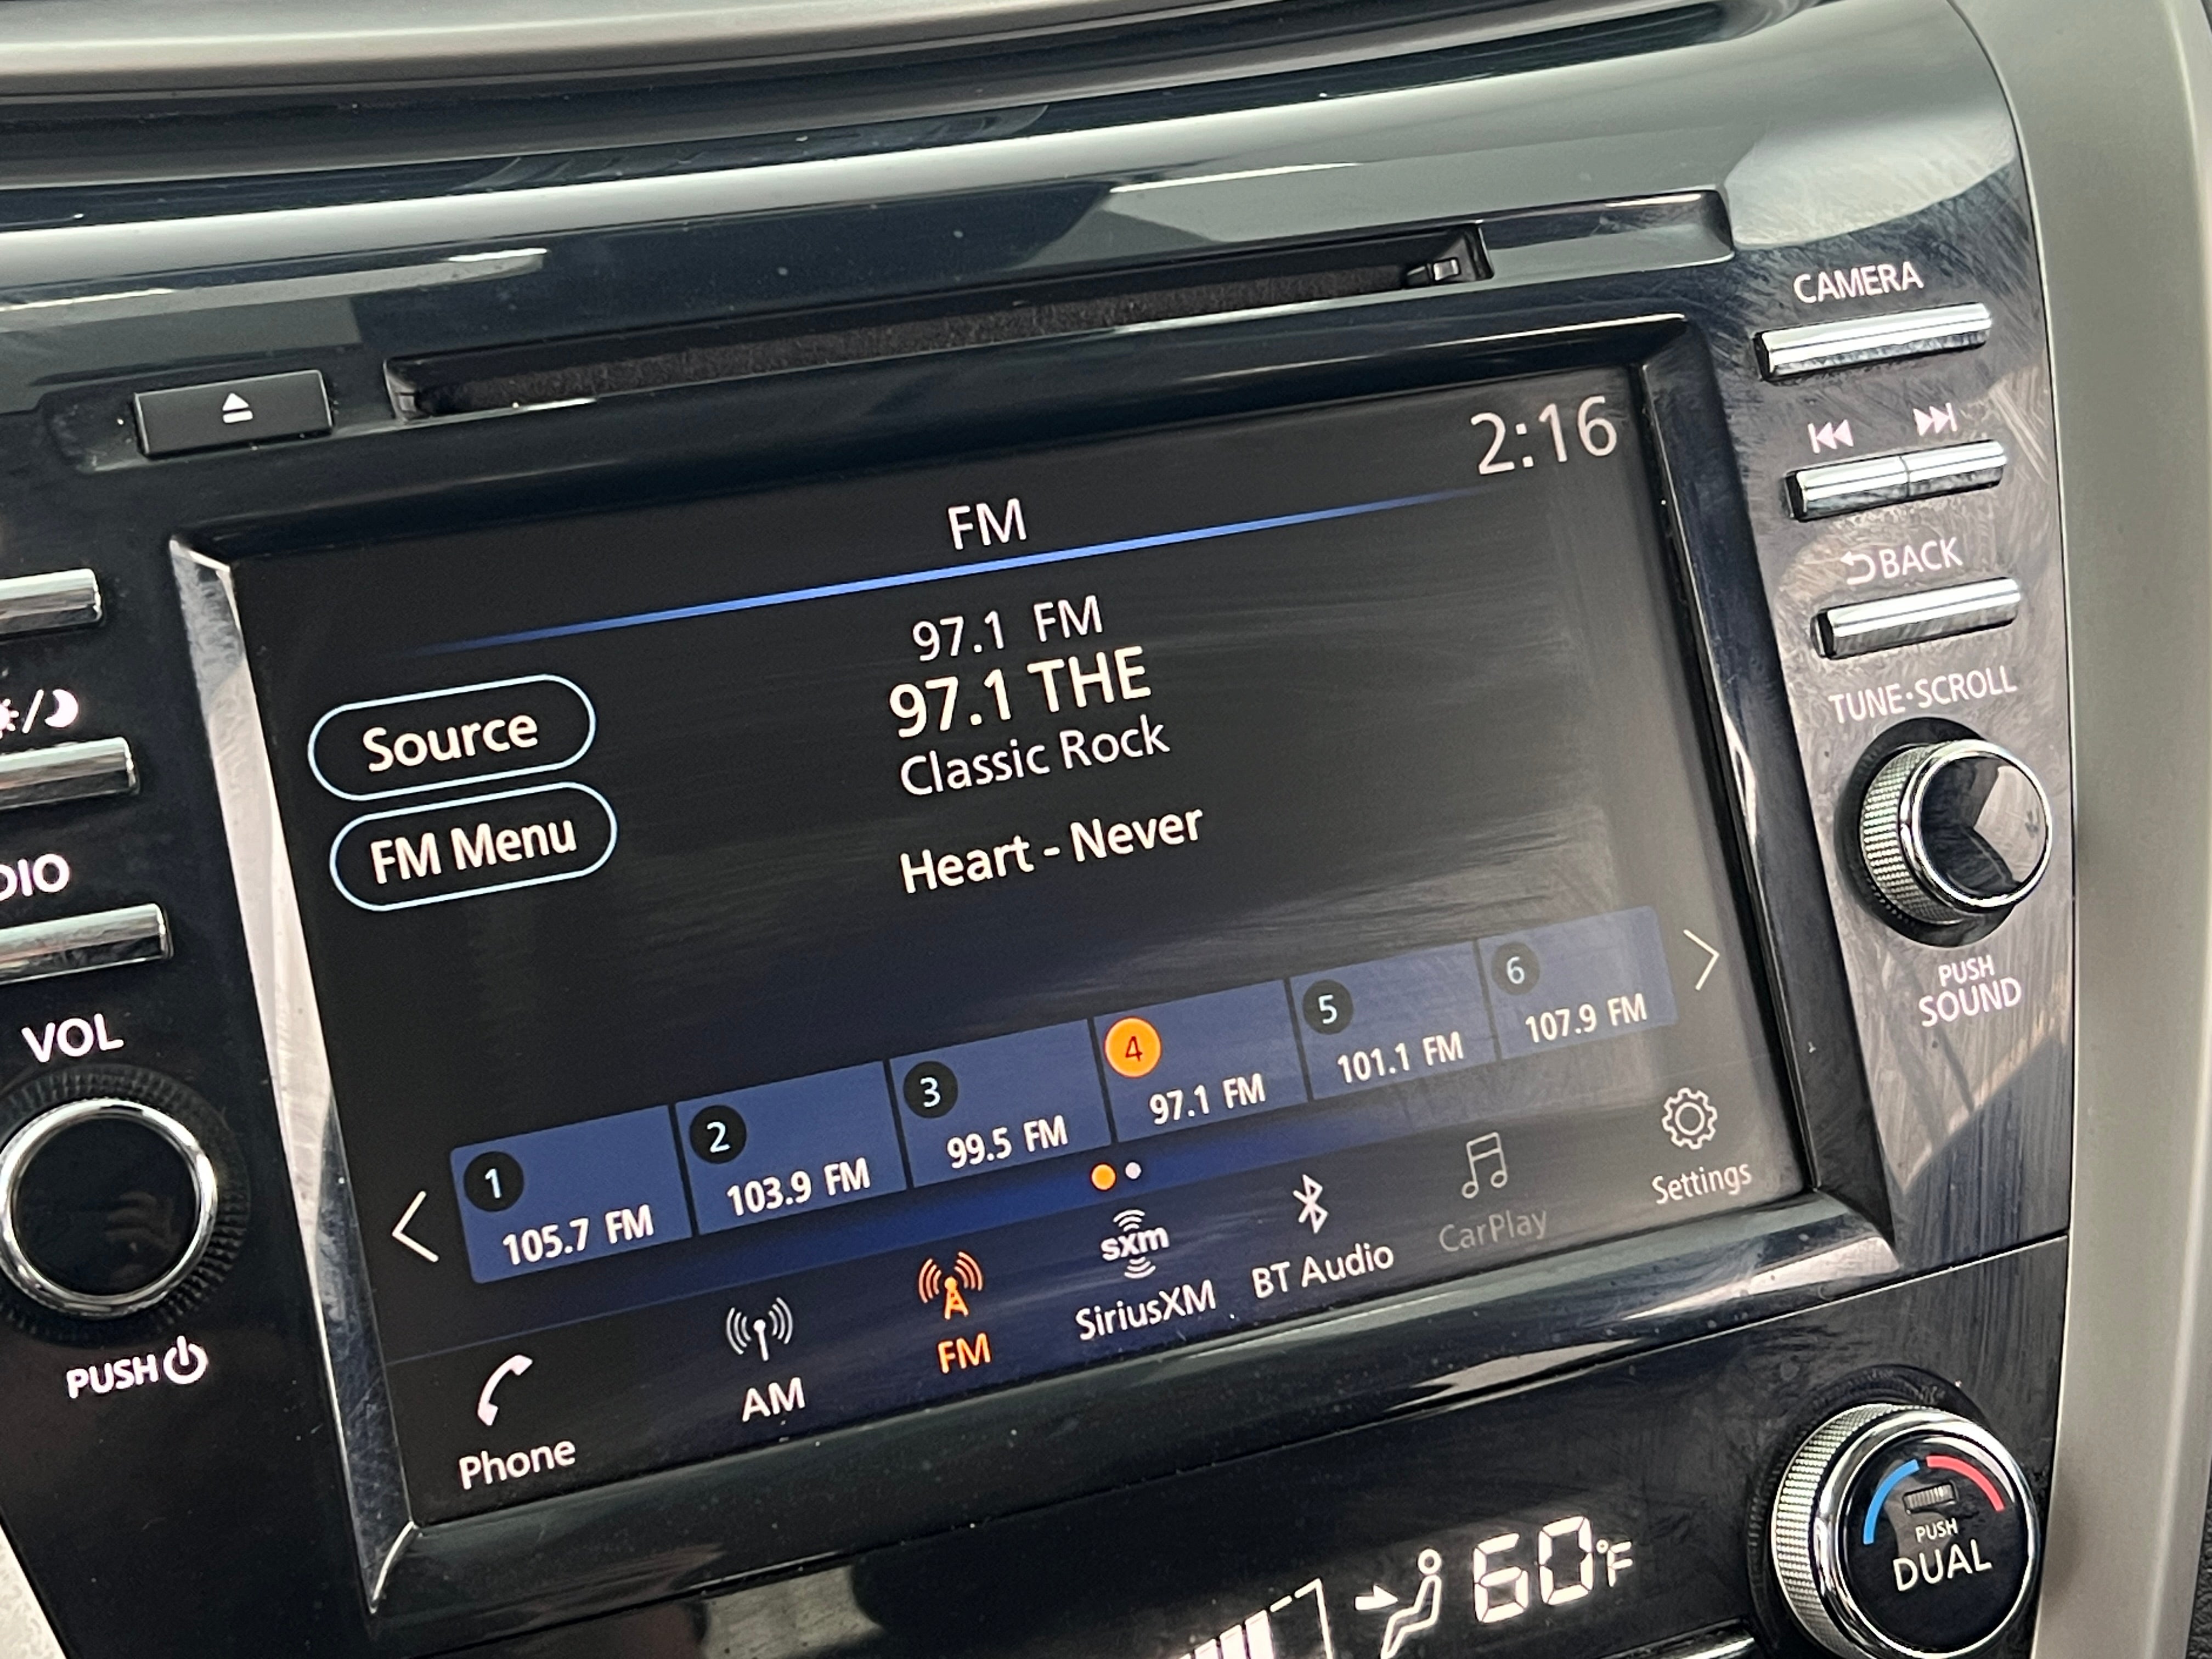 CAMERA
2:16
FM
97.1 FM
97.1 THE
Classic Rock
Heart - Never
Source
FM Menu
BACK
TUNE·SCROLL
PUSH
SOUND
VOL
PUSH
1
105.7 FM
2
103.9 FM
3
99.5 FM
4
97.1 FM
5
101.1 FM
6
107.9 FM
Phone
AM
FM
sxm
SiriusXM
BT Audio
CarPlay
Settings
60°F
PUSH
DUAL